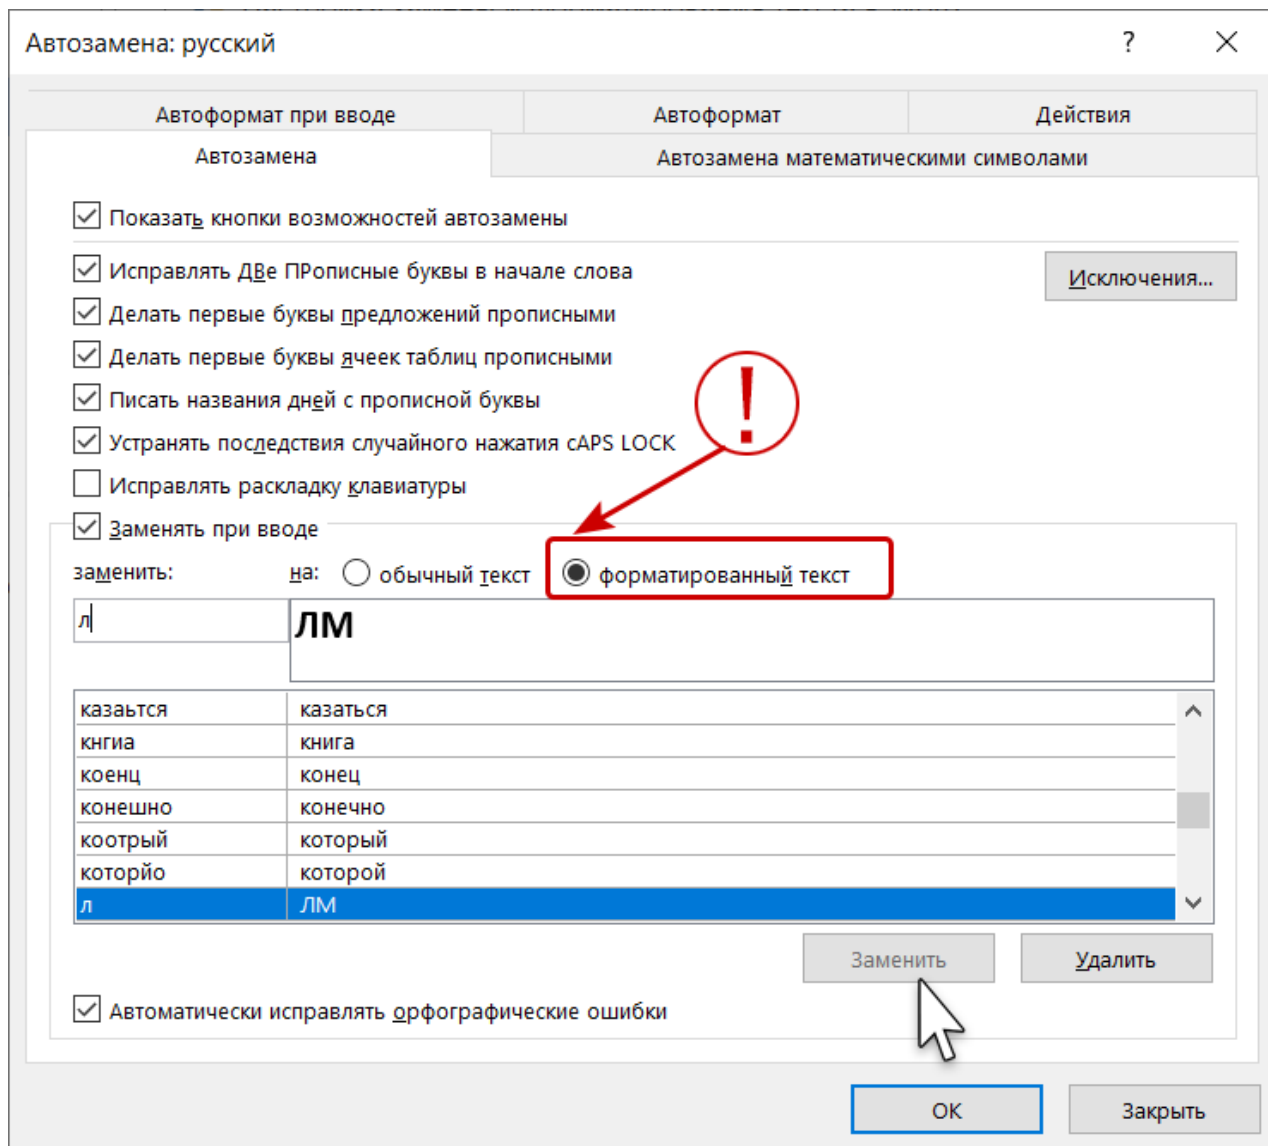 Автозамена: русский ?
Автоформат при вводе Автоформат Действия
Автозамена Автозамена математическими символами
Показать кнопки возможностей автозамены
Исправлять ДВе ПРописные буквы в начале слова Исключения...
Делать первые буквы предложений прописными
Делать первые буквы ячеек таблиц прописными
Писать названия дней с прописной буквы
!
Устранять последствия случайного нажатия cAPS LOCK
Исправлять раскладку клавиатуры
Заменять при вводе
заменить: на: обычный текст форматированный текст
л ЛМ
казаьтся казаться
кнгиа книга
коенц конец
конешно конечно
коотрый который
которйо которой
л ЛМ
Заменить Удалить
Автоматически исправлять орфографические ошибки
ОК Закрыть